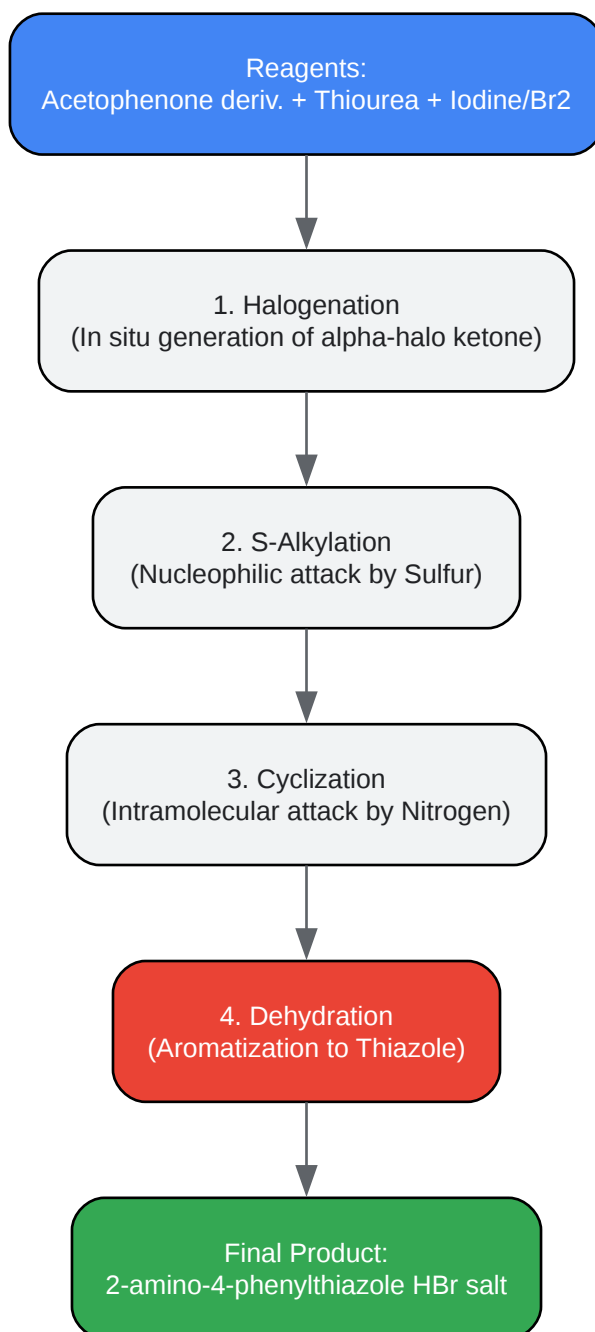 Reagents:
Acetophenone deriv. + Thiourea + Iodine/Br2
1. Halogenation
(In situ generation of alpha-halo ketone)
2. S-Alkylation
(Nucleophilic attack by Sulfur)
3. Cyclization
(Intramolecular attack by Nitrogen)
4. Dehydration
(Aromatization to Thiazole)
Final Product:
2-amino-4-phenylthiazole HBr salt